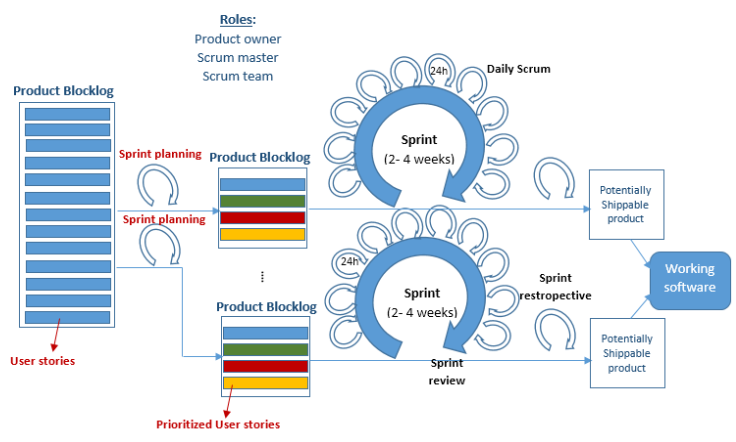 Roles:
Product owner
Scrum master
Scrum team
24h
Daily Scrum
Product Blocklog
Sprint
(2- 4 weeks)
Sprint planning
Product Blocklog
Sprint planning
Potentially
Shippable
product
24h
Working
software
Sprint
restropective
Sprint
(2- 4 weeks)
...
Product Blocklog
Potentially
Shippable
product
User stories
Sprint
review
Prioritized User stories